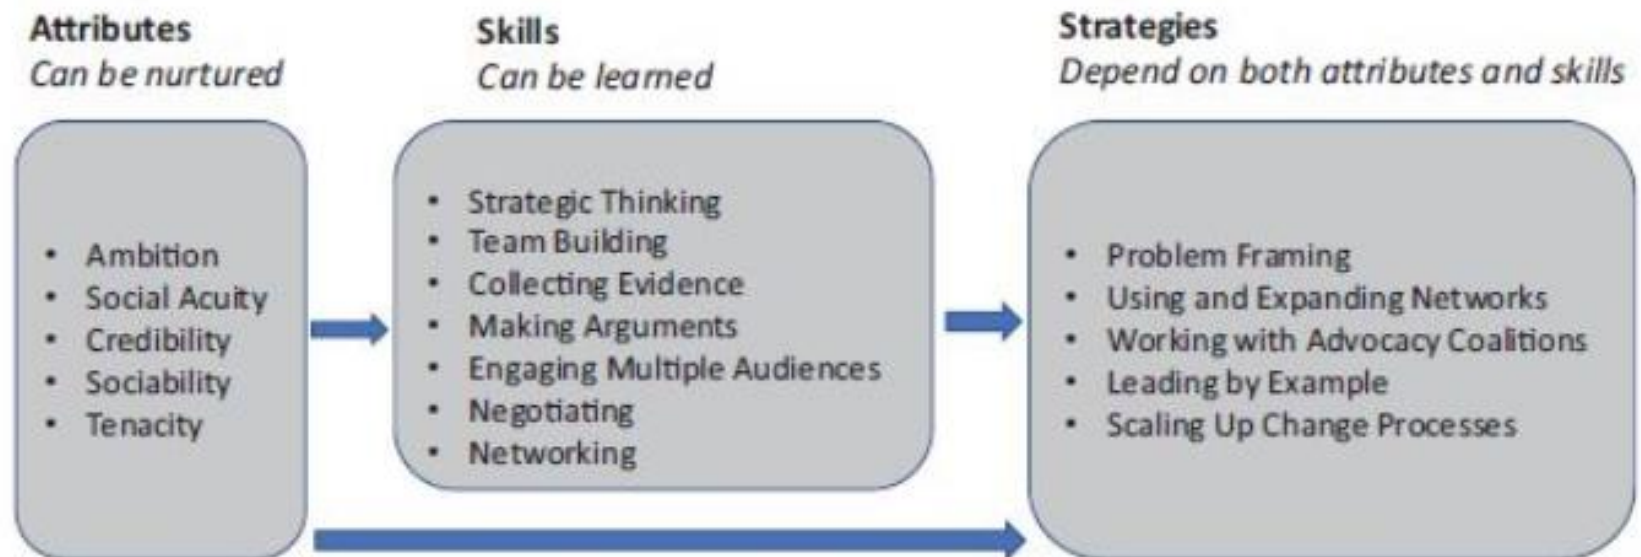 Attributes
Can be nurtured
• Ambition
• Social Acuity
• Credibility
• Sociability
• Tenacity
Skills
Can be learned
• Strategic Thinking
• Team Building
• Collecting Evidence
• Making Arguments
• Engaging Multiple Audiences
• Negotiating
• Networking
Strategies
Depend on both attributes and skills
• Problem Framing
• Using and Expanding Networks
• Working with Advocacy Coalitions
• Leading by Example
• Scaling Up Change Processes